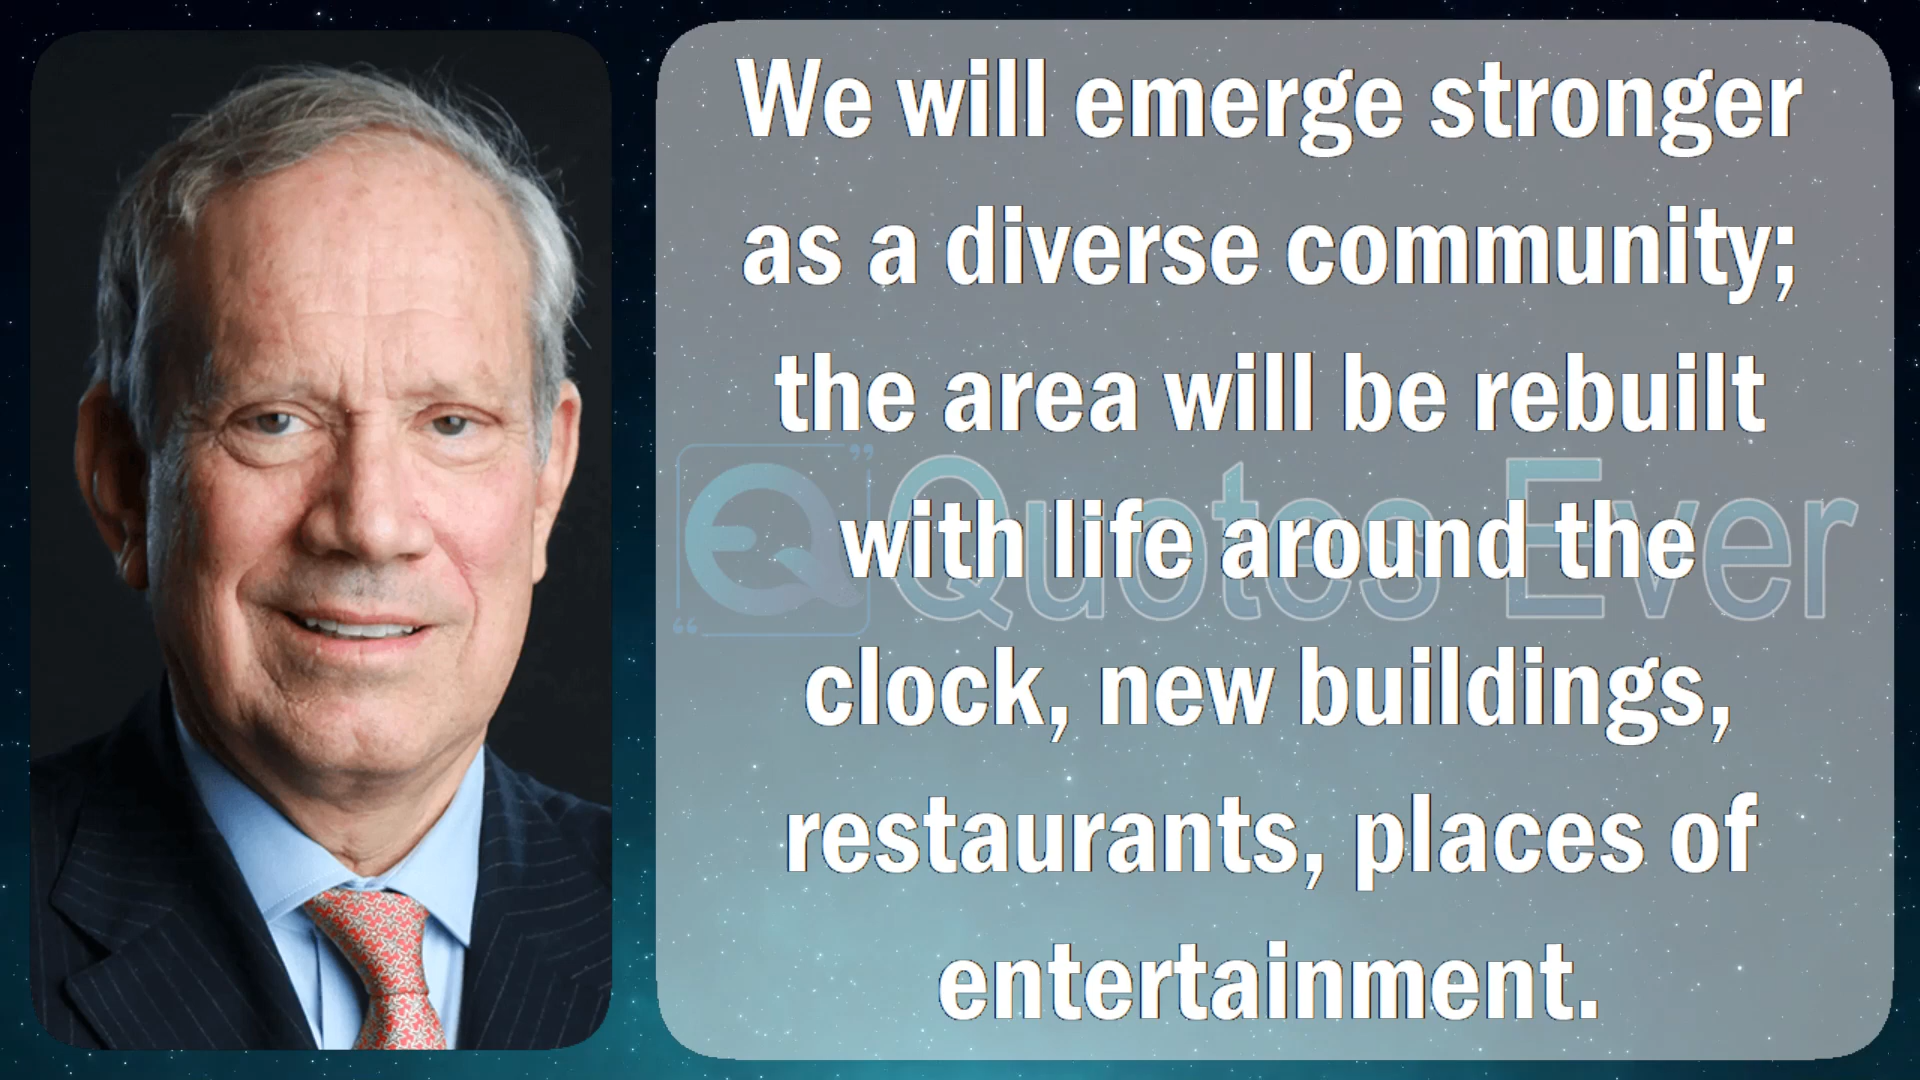 We will emerge stronger
as a diverse community;
the area will be rebuilt
with life around the
clock, new buildings,
restaurants, places of
entertainment.
Quotes Ever